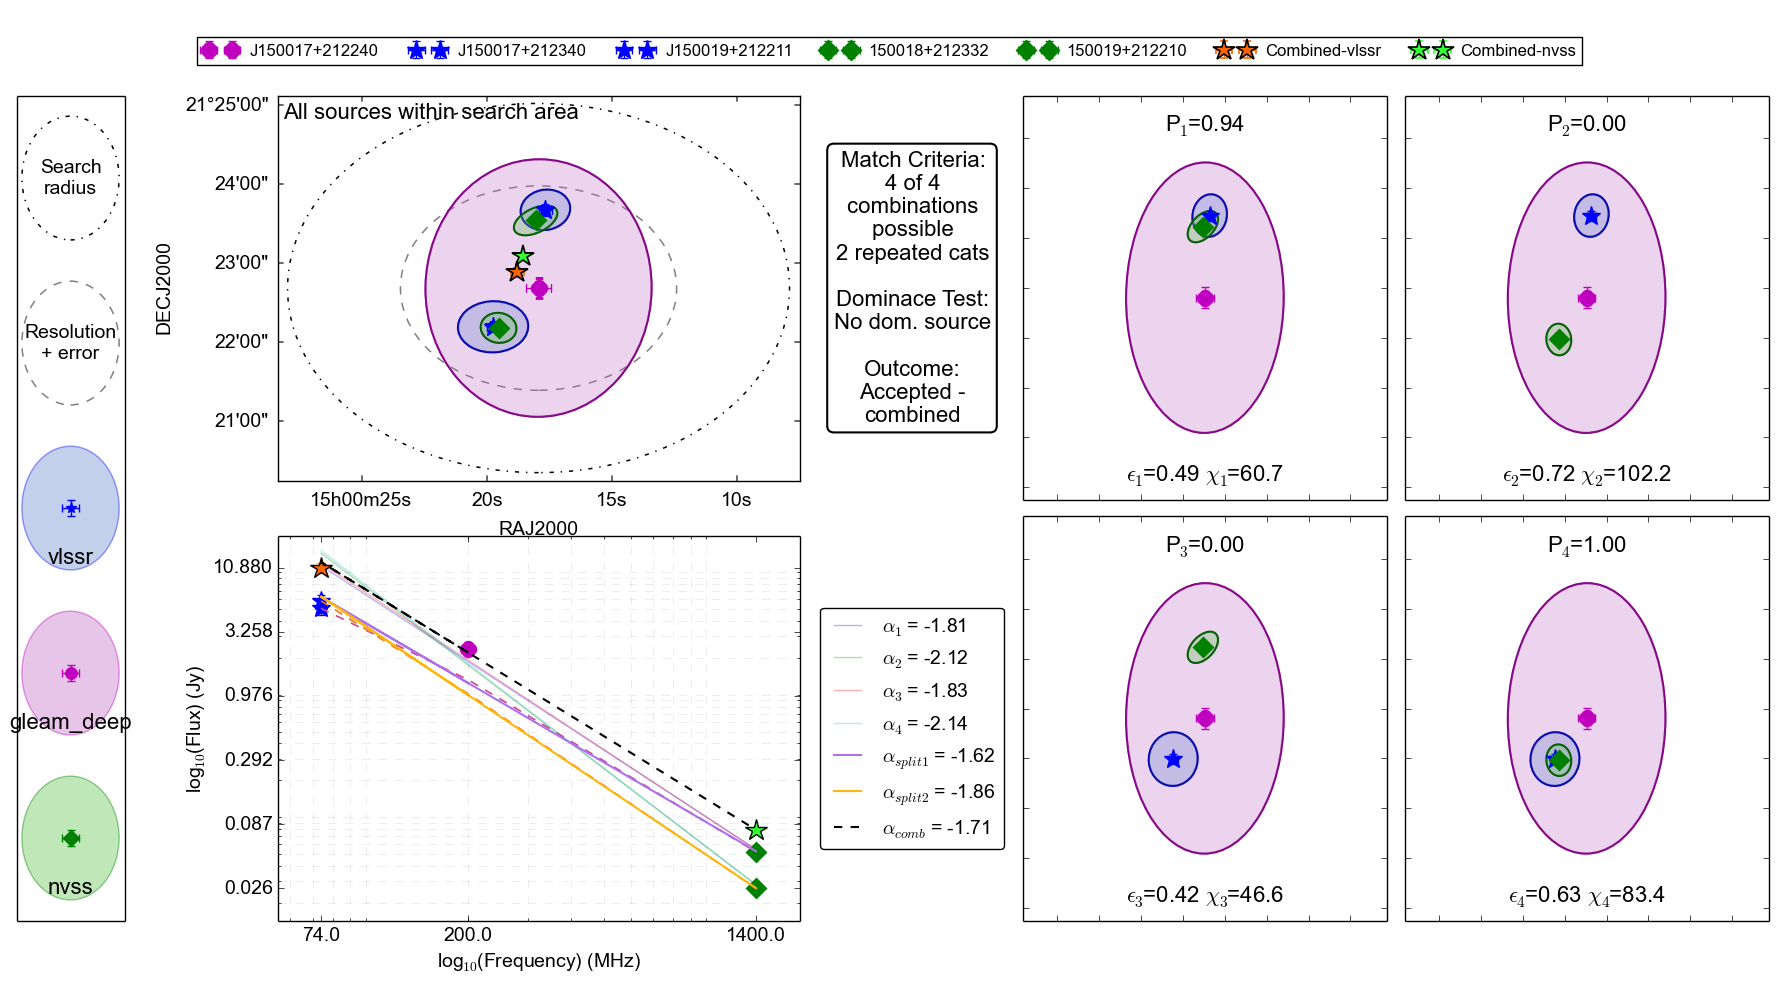 J150017+212240 J150017+212340 J150019+212211 150018+212332 150019+212210 Combined-vlssr Combined-nvss
Search
radius
Resolution
+ error
vlssr
gleam_deep
nvss
All sources within search area
21°25'00"
24'00"
23'00"
22'00"
21'00"
DECJ2000
15h00m25s 20s 15s 10s
RAJ2000
Match Criteria:
4 of 4
combinations
possible
2 repeated cats
Dominace Test:
No dom. source
Outcome:
Accepted -
combined
P1=0.94
ϵ1=0.49 χ1=60.7
P2=0.00
ϵ2=0.72 χ2=102.2
P3=0.00
ϵ3=0.42 χ3=46.6
P4=1.00
ϵ4=0.63 χ4=83.4
10.880
3.258
0.976
0.292
0.087
0.026
log10(Flux) (Jy)
74.0 200.0 1400.0
log10(Frequency) (MHz)
α1 = -1.81
α2 = -2.12
α3 = -1.83
α4 = -2.14
αsplit1 = -1.62
αsplit2 = -1.86
αcomb = -1.71